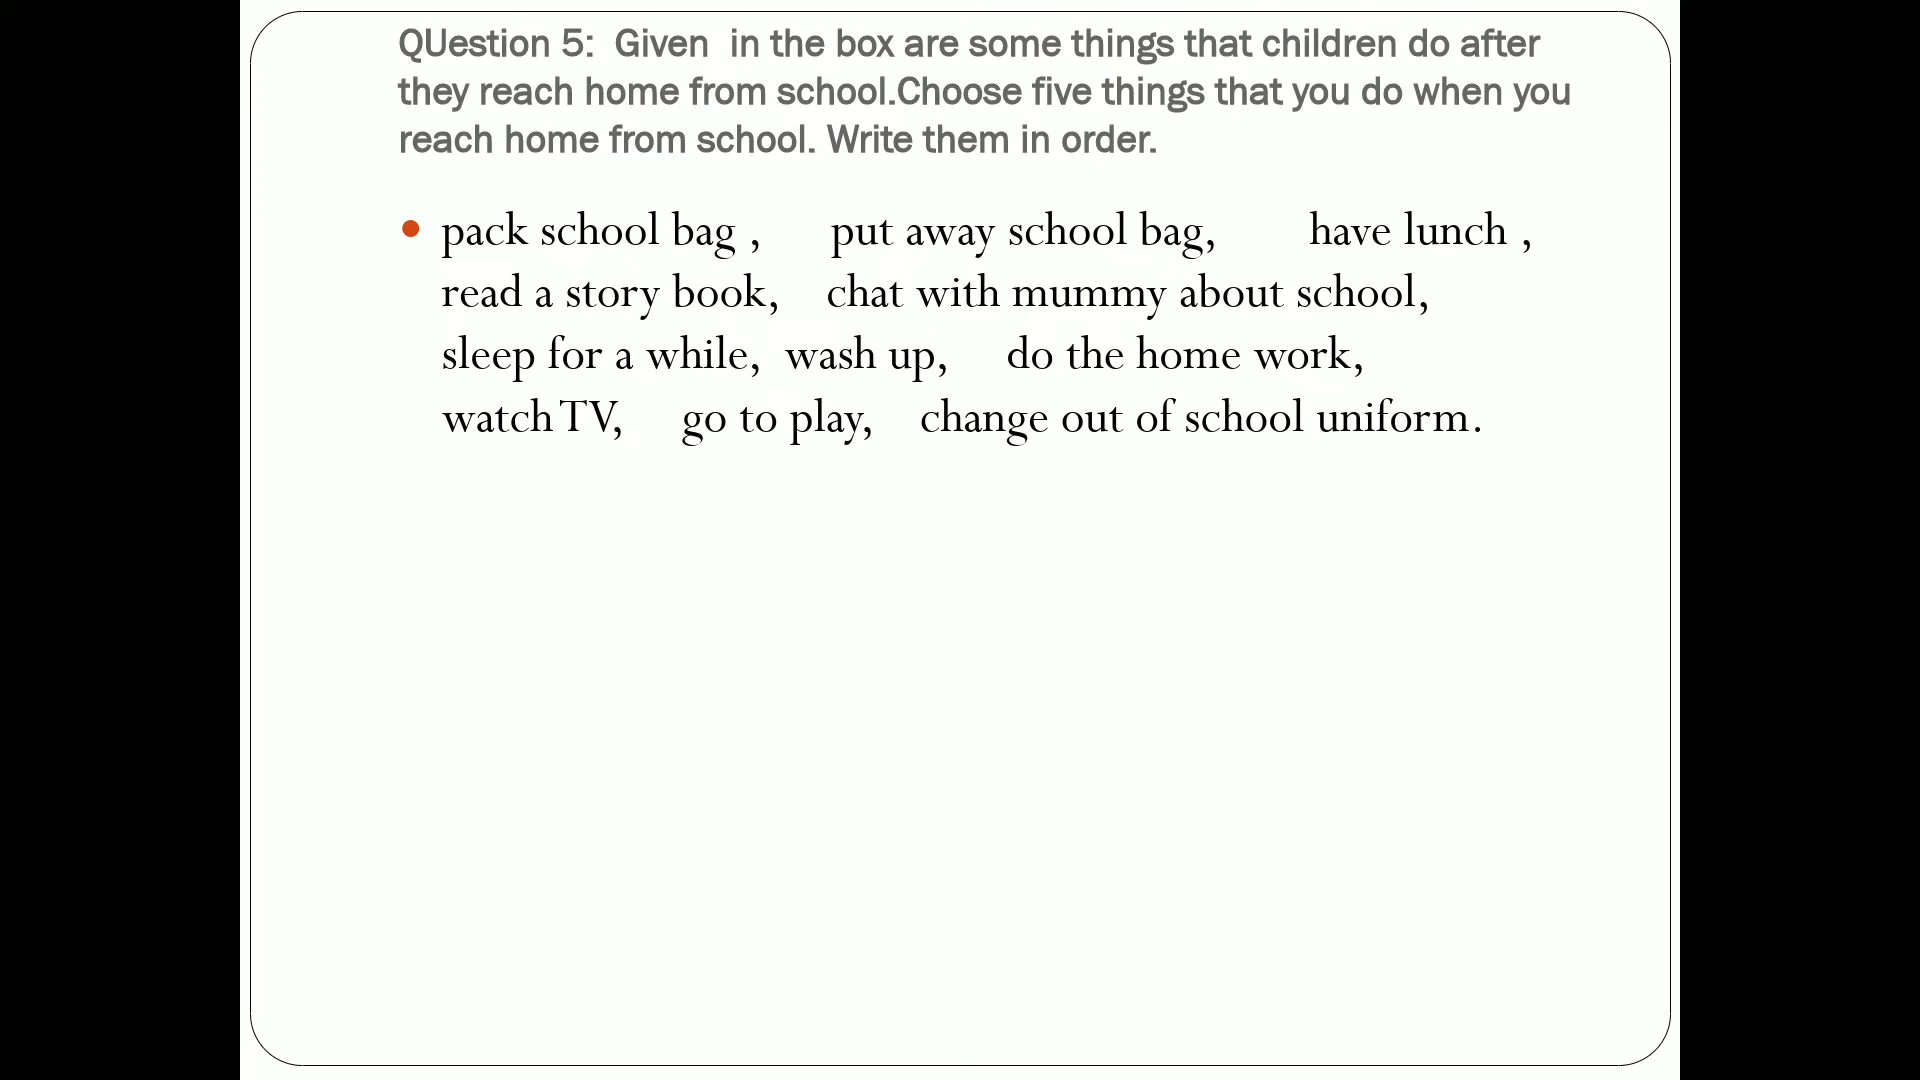 QUestion 5:  Given  in the box are some things that children do after
they reach home from school.Choose five things that you do when you
reach home from school. Write them in order.
• pack school bag ,     put away school bag,       have lunch ,
read a story book,    chat with mummy about school,
sleep for a while,  wash up,     do the home work,
watch TV,     go to play,    change out of school uniform.